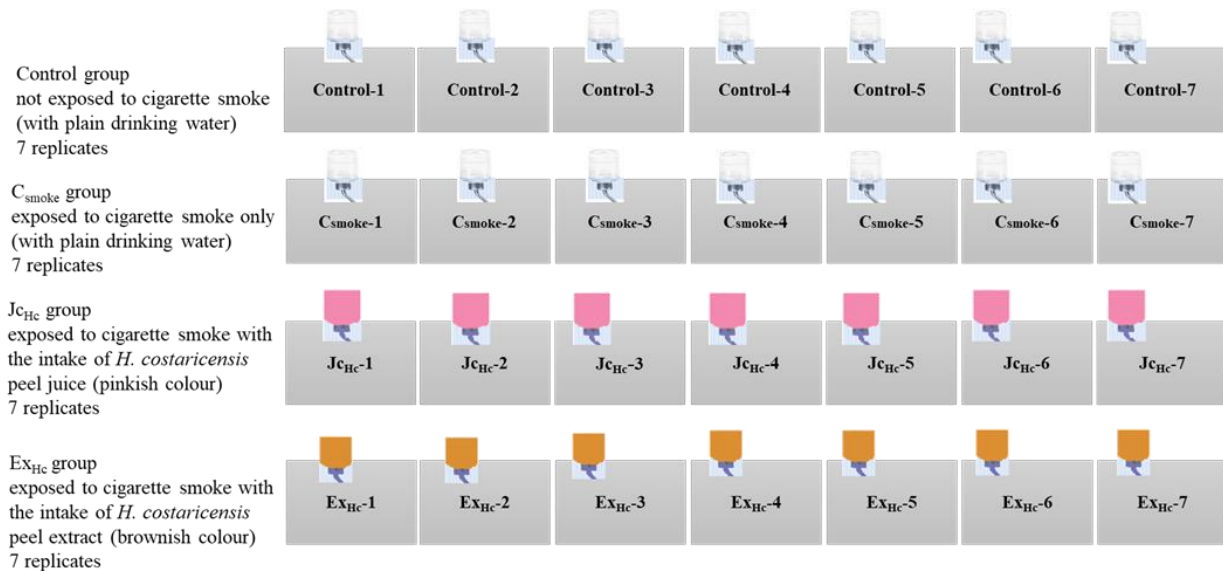 Control group
not exposed to cigarette smoke
(with plain drinking water)
7 replicates
Control-1 Control-2 Control-3 Control-4 Control-5 Control-6 Control-7
Csmoke group
exposed to cigarette smoke only
(with plain drinking water)
7 replicates
Csmoke-1 Csmoke-2 Csmoke-3 Csmoke-4 Csmoke-5 Csmoke-6 Csmoke-7
JcHc group
exposed to cigarette smoke with
the intake of H. costaricensis
peel juice (pinkish colour)
7 replicates
JcHc-1 JcHc-2 JcHc-3 JcHc-4 JcHc-5 JcHc-6 JcHc-7
ExHc group
exposed to cigarette smoke with
the intake of H. costaricensis
peel extract (brownish colour)
7 replicates
ExHc-1 ExHc-2 ExHc-3 ExHc-4 ExHc-5 ExHc-6 ExHc-7